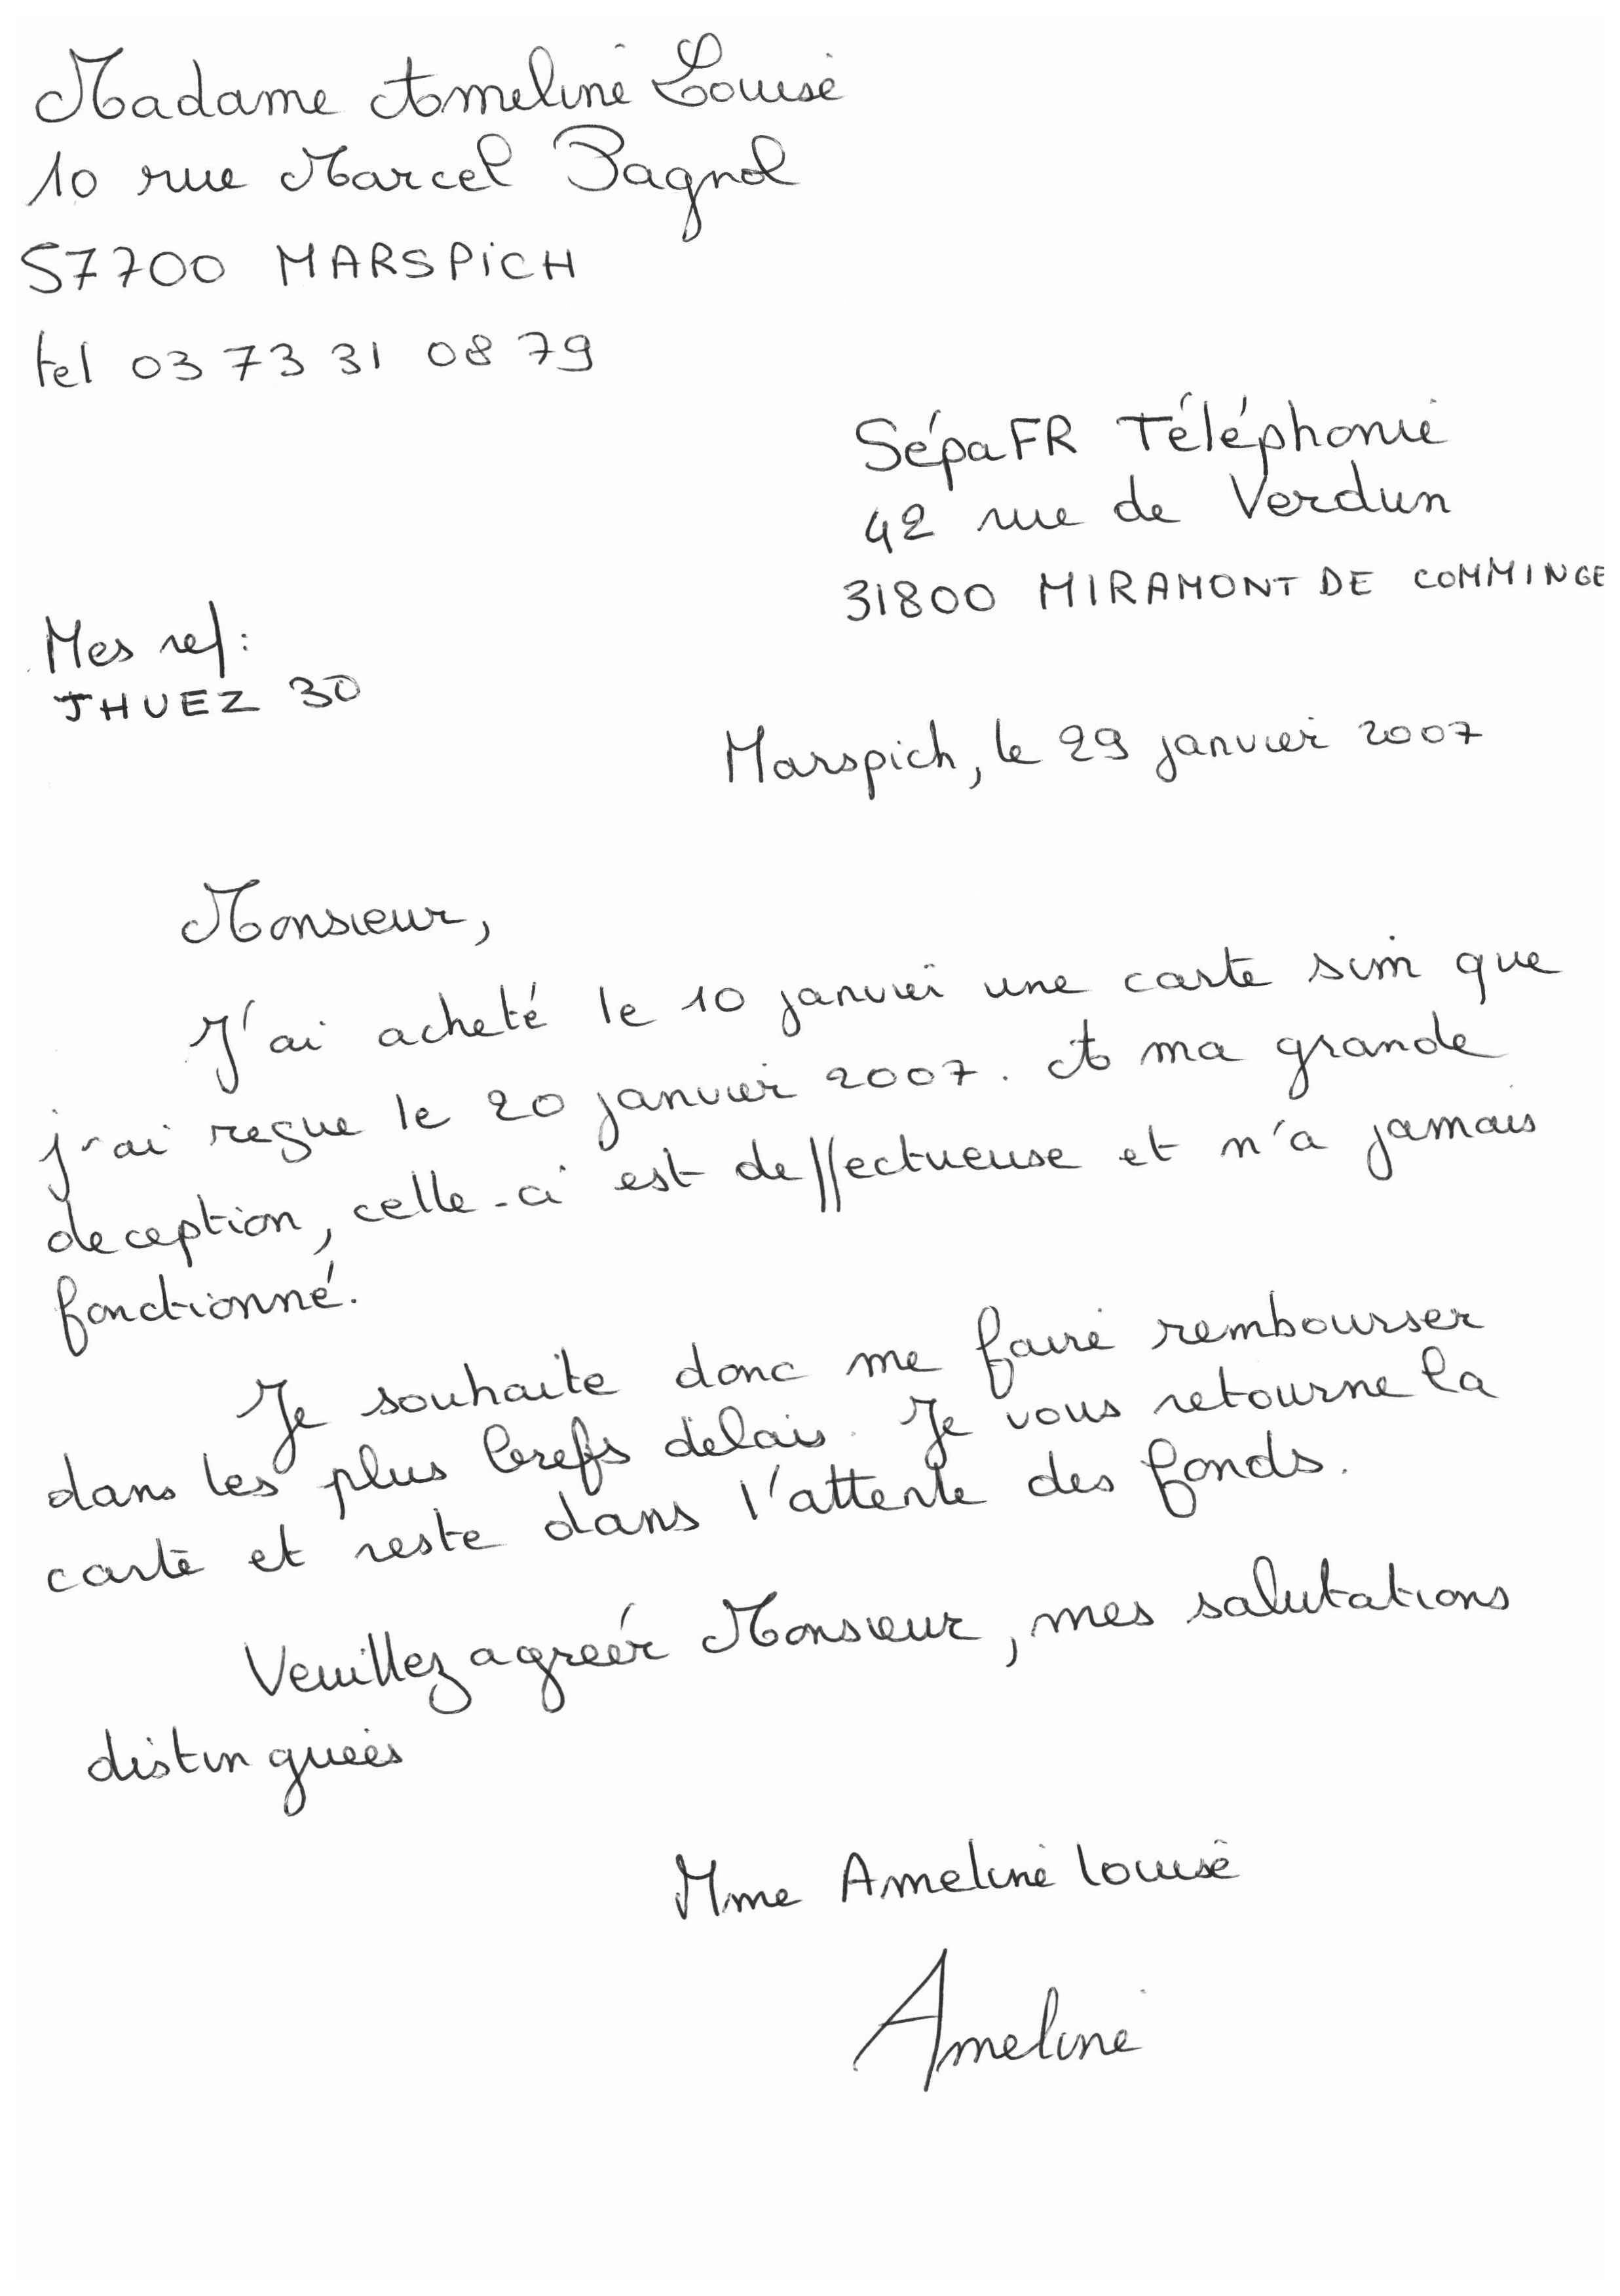 Madame Ameline Louise
10 rue Marcel Pagnol
57700 MARSPICH
tel 03 73 31 08 79
SépaFR Téléphonie
42 rue de Verdun
31800 MIRAMONT DE COMMINGE
Mes ref:
JHUEZ 30
Marspich, le 29 janvier 2007
Monsieur,
J'ai acheté le 10 janvier une carte sim que
j'ai reçue le 20 janvier 2007. A ma grande
deception, celle-ci est deffectueuse et n'a jamais
fonctionné.
Je souhaite donc me faire rembourser
dans les plus brefs délais. Je vous retourne la
carte et reste dans l'attente des fonds.
Veuillez agréer Monsieur, mes salutations
distinguées
Mme Ameline Louise
Ameline